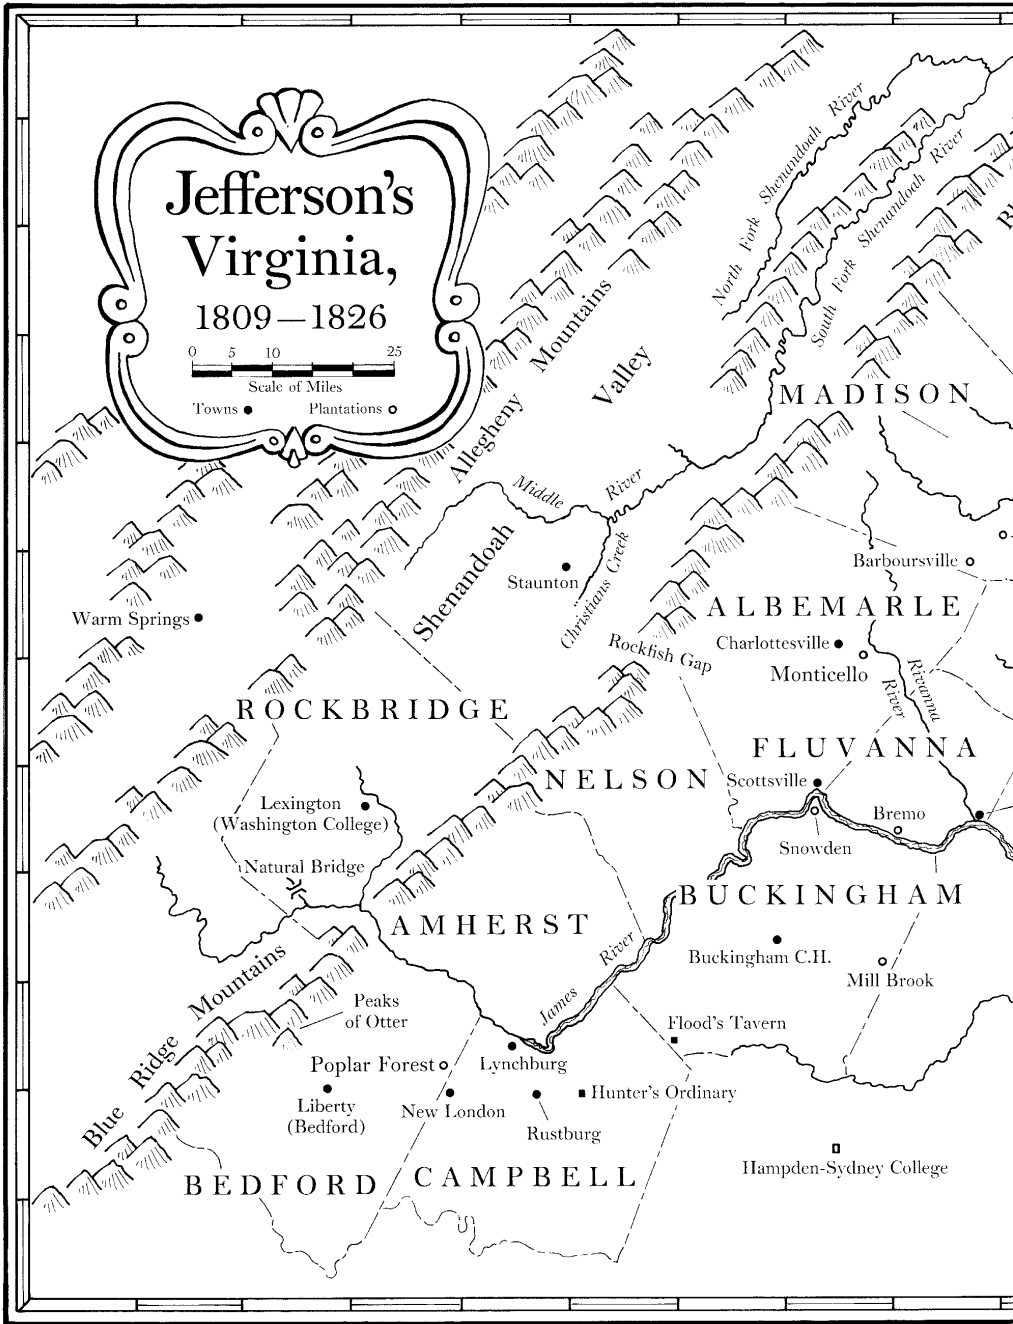 Jefferson's
Virginia,
1809—1826
0 5 10 25
Scale of Miles
Towns Plantations
North Fork Shenandoah River
South Fork Shenandoah River
Bl
Allegheny Mountains
Shenandoah Valley
MADISON
Middle River
Christians Creek
Staunton
Barboursville
Warm Springs
ALBEMARLE
Rockfish Gap
Charlottesville
Monticello
Rivanna
River
ROCKBRIDGE
FLUVANNA
NELSON
Scottsville
Lexington
(Washington College)
Bremo
Snowden
Natural Bridge
BUCKINGHAM
AMHERST
Buckingham C.H.
James River
Mill Brook
Blue Ridge Mountains
Peaks
of Otter
Flood's Tavern
Poplar Forest
Lynchburg
Liberty
(Bedford)
New London
Hunter's Ordinary
Rustburg
Hampden-Sydney College
BEDFORD
CAMPBELL